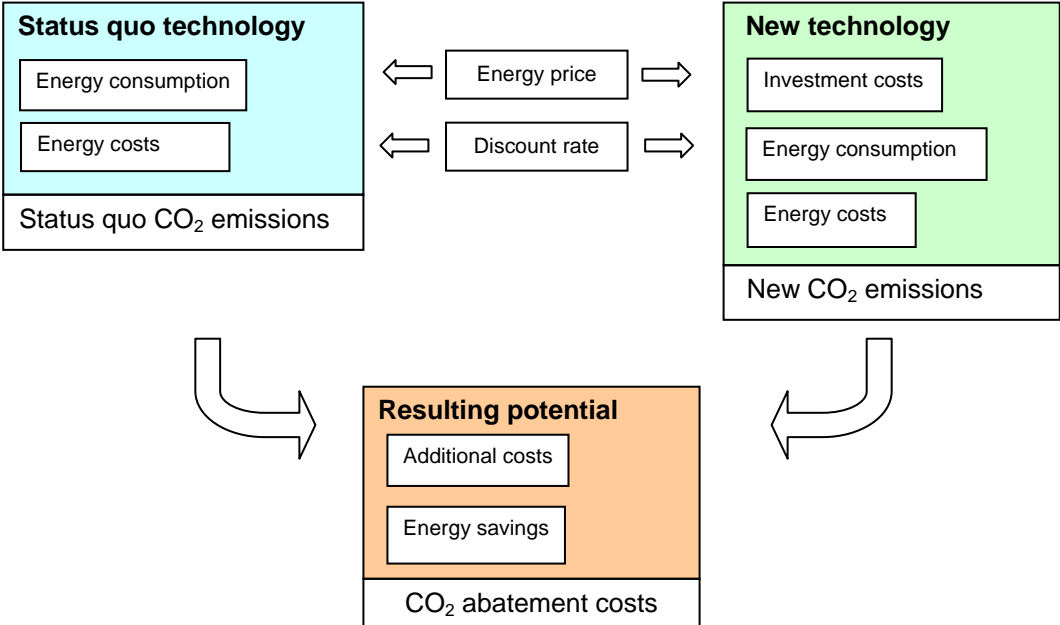 Status quo technology
Energy consumption
Energy costs
Status quo CO₂ emissions
Energy price
Discount rate
New technology
Investment costs
Energy consumption
Energy costs
New CO₂ emissions
Resulting potential
Additional costs
Energy savings
CO₂ abatement costs